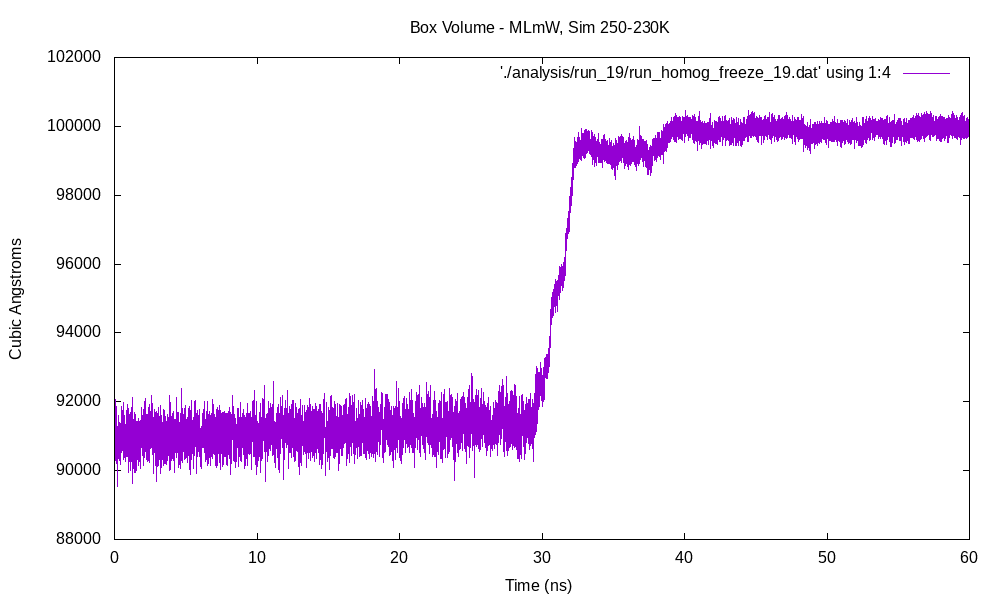 Box Volume - MLmW, Sim 250-230K
'./analysis/run_19/run_homog_freeze_19.dat' using 1:4
102000
100000
98000
96000
94000
92000
90000
88000
Cubic Angstroms
0 10 20 30 40 50 60
Time (ns)